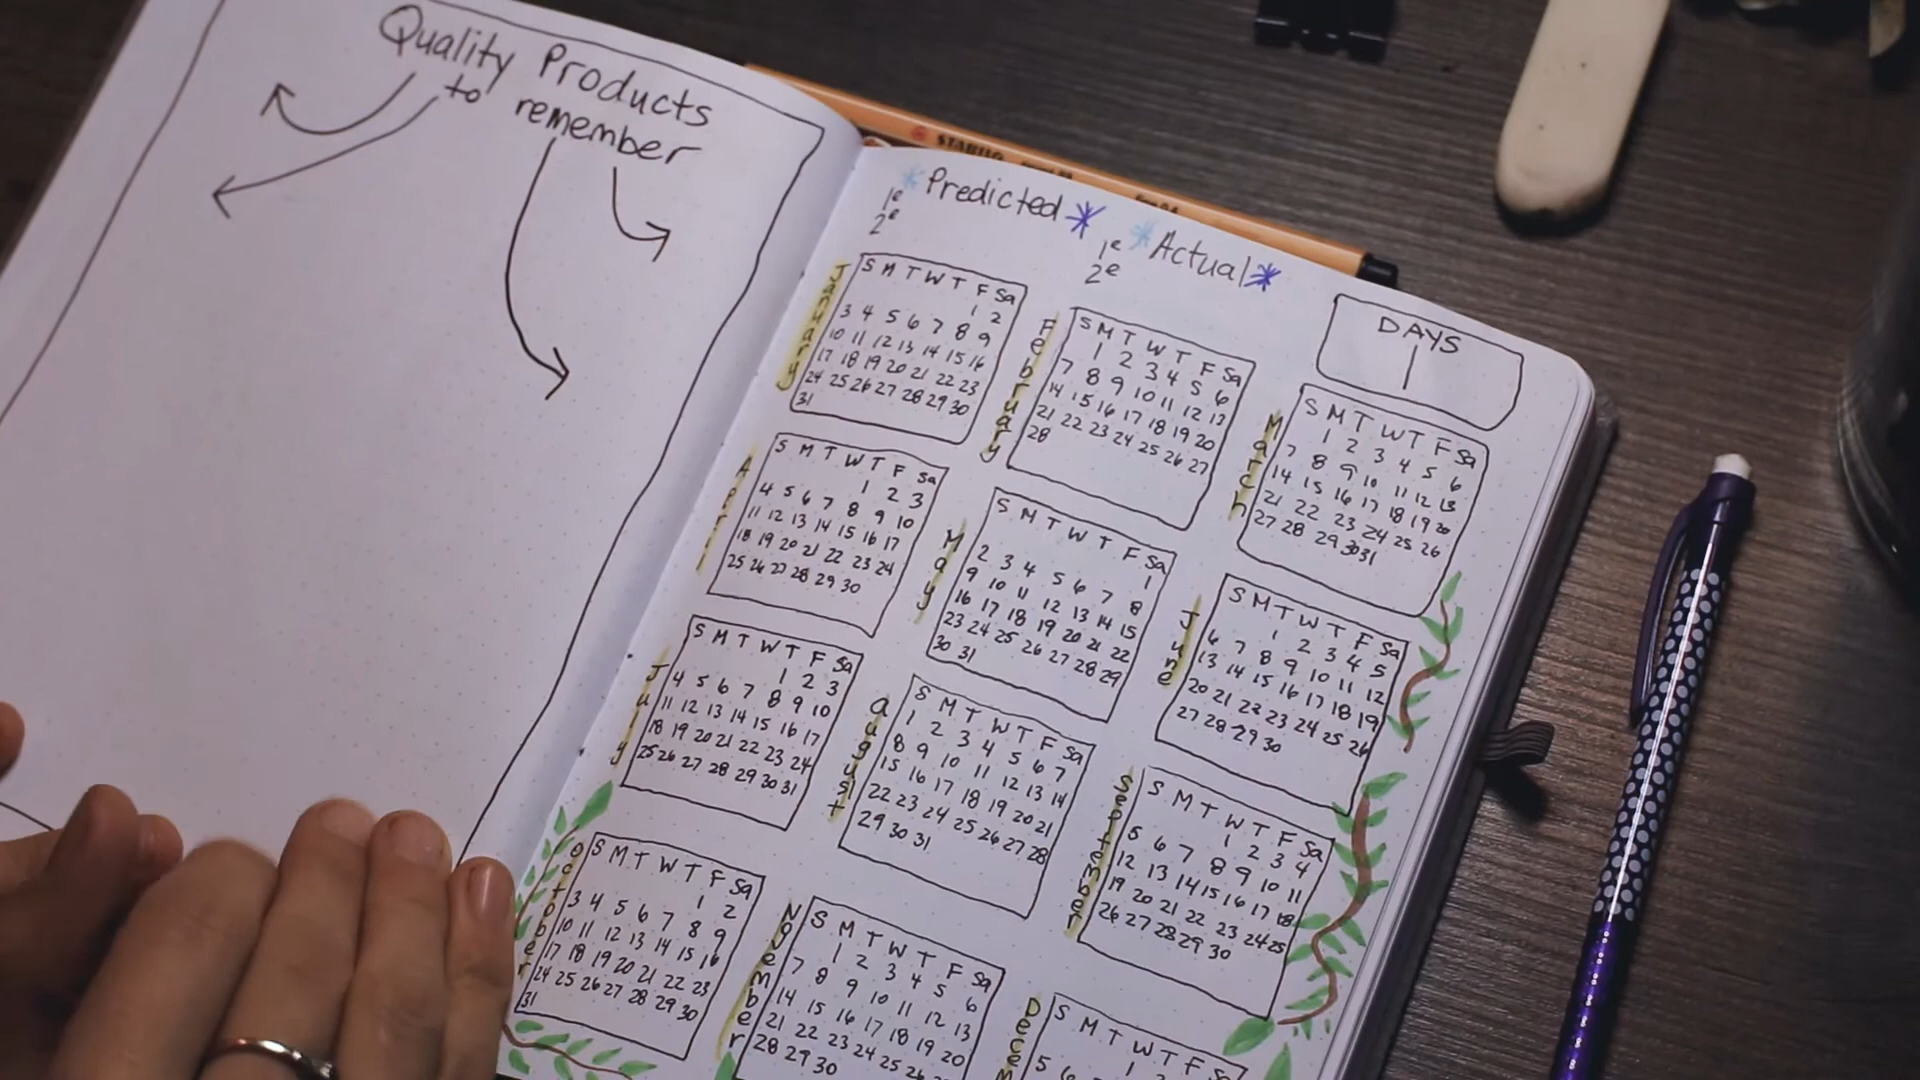 Quality Products
to remember
STABILO
*Predicted*
1e
2e
*Actual*
1e
2e
DAYS
January
S M T W T F Sa
1 2
3 4 5 6 7 8 9
10 11 12 13 14 15 16
17 18 19 20 21 22 23
24 25 26 27 28 29 30
31
February
S M T W T F Sa
1 2 3 4 5 6
7 8 9 10 11 12 13
14 15 16 17 18 19 20
21 22 23 24 25 26 27
28
March
S M T W T F Sa
1 2 3 4 5 6
7 8 9 10 11 12 13
14 15 16 17 18 19 20
21 22 23 24 25 26
27 28 29 30 31
April
S M T W T F Sa
1 2 3
4 5 6 7 8 9 10
11 12 13 14 15 16 17
18 19 20 21 22 23 24
25 26 27 28 29 30
May
S M T W T F Sa
1
2 3 4 5 6 7 8
9 10 11 12 13 14 15
16 17 18 19 20 21 22
23 24 25 26 27 28 29
30 31
June
S M T W T F Sa
1 2 3 4 5
6 7 8 9 10 11 12
13 14 15 16 17 18 19
20 21 22 23 24 25 26
27 28 29 30
July
S M T W T F Sa
1 2 3
4 5 6 7 8 9 10
11 12 13 14 15 16 17
18 19 20 21 22 23 24
25 26 27 28 29 30 31
August
S M T W T F Sa
1 2 3 4 5 6 7
8 9 10 11 12 13 14
15 16 17 18 19 20 21
22 23 24 25 26 27 28
29 30 31
September
S M T W T F Sa
1 2 3 4
5 6 7 8 9 10 11
12 13 14 15 16 17 18
19 20 21 22 23 24 25
26 27 28 29 30
October
S M T W T F Sa
1 2
3 4 5 6 7 8 9
10 11 12 13 14 15 16
17 18 19 20 21 22 23
24 25 26 27 28 29 30
31
November
S M T W T F Sa
1 2 3 4 5 6
7 8 9 10 11 12 13
14 15 16 17 18 19 20
21 22 23 24 25 26
28 29 30
Decem
S M T W T F Sa
1
5 6